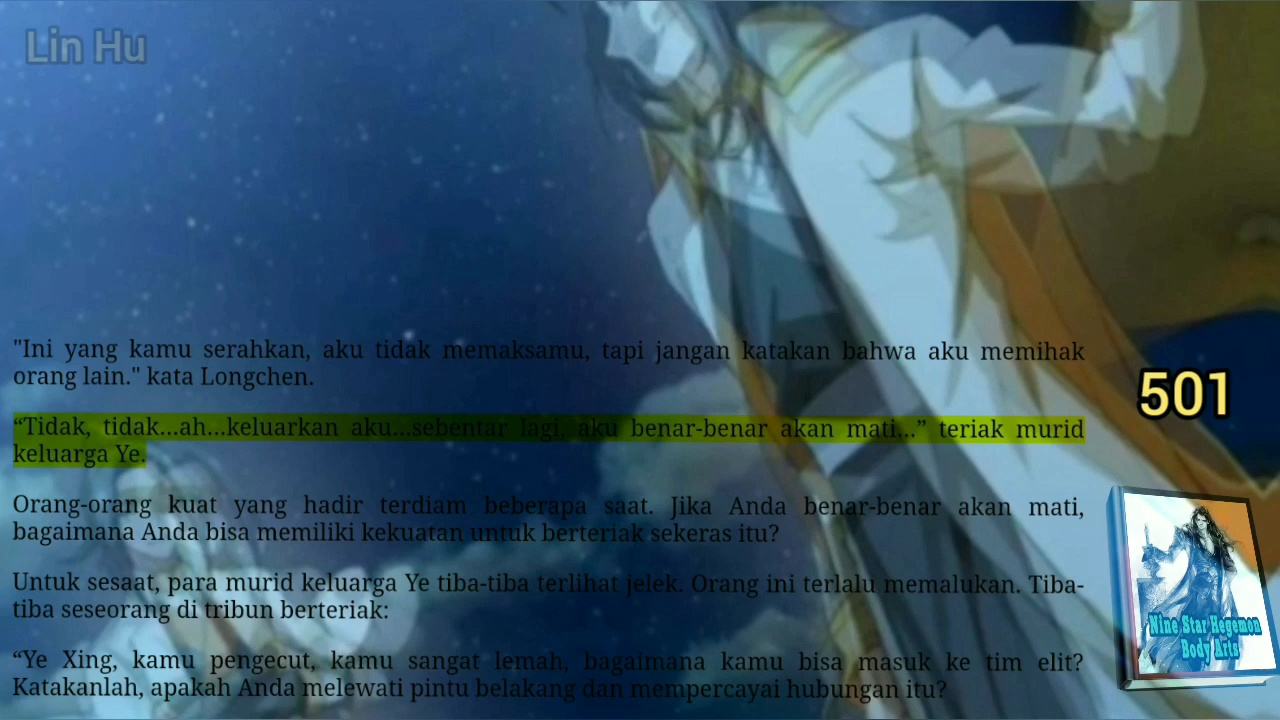 Lin Hu
"Ini yang kamu serahkan, aku tidak memaksamu, tapi jangan katakan bahwa aku memihak
orang lain." kata Longchen.
“Tidak, tidak...ah...keluarkan aku...sebentar lagi, aku benar-benar akan mati...” teriak murid
keluarga Ye.
501
Orang-orang kuat yang hadir terdiam beberapa saat. Jika Anda benar-benar akan mati,
bagaimana Anda bisa memiliki kekuatan untuk berteriak sekeras itu?
Untuk sesaat, para murid keluarga Ye tiba-tiba terlihat jelek. Orang ini terlalu memalukan. Tiba-
tiba seseorang di tribun berteriak:
“Ye Xing, kamu pengecut, kamu sangat lemah, bagaimana kamu bisa masuk ke tim elit?
Katakanlah, apakah Anda melewati pintu belakang dan mempercayai hubungan itu?
Nine Star Hegemon
Body Arts